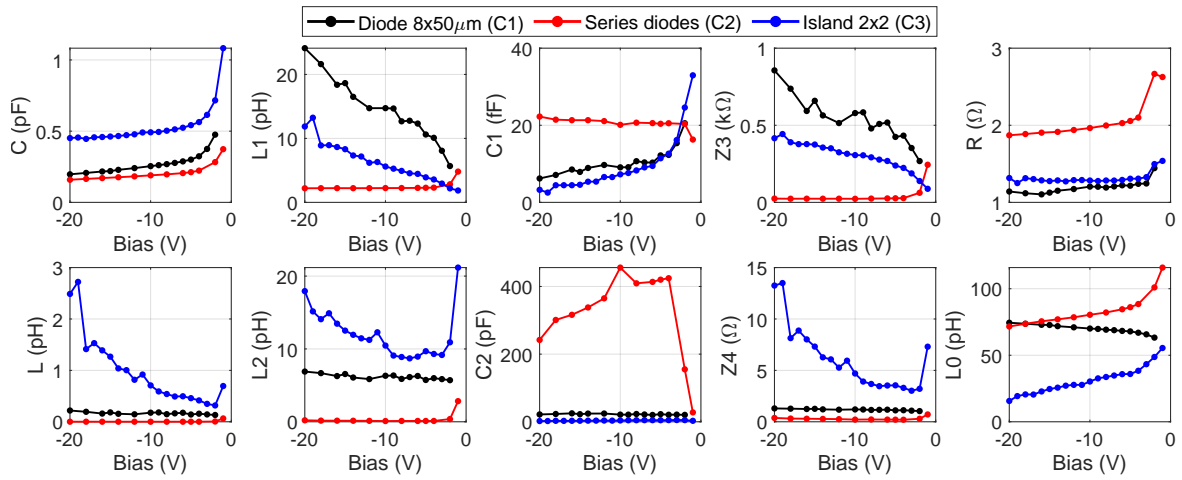 Diode 8x50μm (C1) Series diodes (C2) Island 2x2 (C3)
1
0.5
0
C (pF)
-20 -10 0
Bias (V)
20
10
0
L1 (pH)
-20 -10 0
Bias (V)
40
20
0
C1 (fF)
-20 -10 0
Bias (V)
1
0.5
0
Z3 (kΩ)
-20 -10 0
Bias (V)
3
2
1
R (Ω)
-20 -10 0
Bias (V)
3
2
1
0
L (pH)
-20 -10 0
Bias (V)
20
10
0
L2 (pH)
-20 -10 0
Bias (V)
400
200
0
C2 (pF)
-20 -10 0
Bias (V)
15
10
5
0
Z4 (Ω)
-20 -10 0
Bias (V)
100
50
0
L0 (pH)
-20 -10 0
Bias (V)